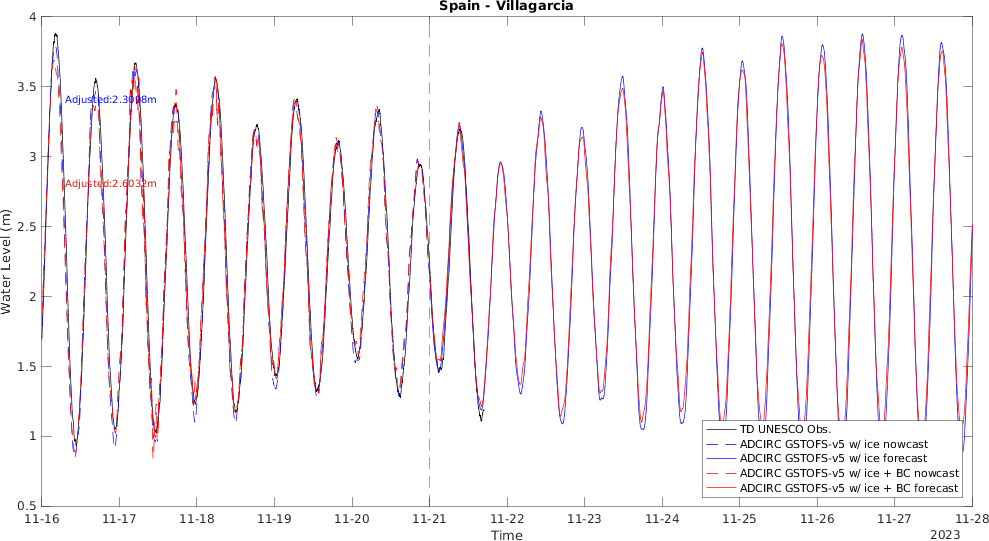 Spain - Villagarcia
4
3.5
3
2.5
2
1.5
1
0.5
Water Level (m)
Adjusted:2.3098m
Adjusted:2.6032m
TD UNESCO Obs.
ADCIRC GSTOFS-v5 w/ ice nowcast
ADCIRC GSTOFS-v5 w/ ice forecast
ADCIRC GSTOFS-v5 w/ ice + BC nowcast
ADCIRC GSTOFS-v5 w/ ice + BC forecast
11-16 11-17 11-18 11-19 11-20 11-21 11-22 11-23 11-24 11-25 11-26 11-27 11-28
Time
2023